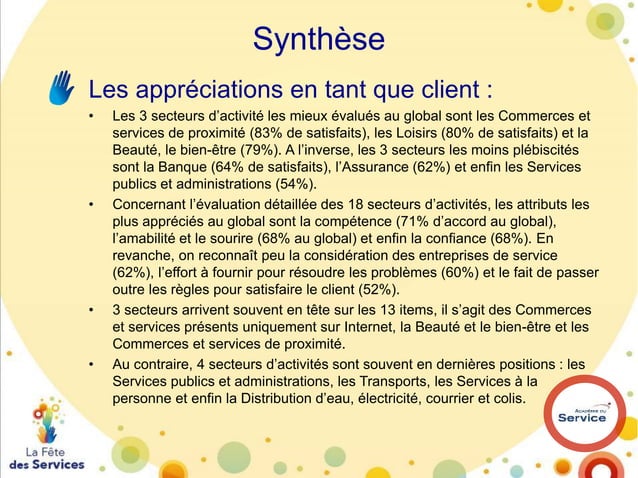 Synthèse
Les appréciations en tant que client :
• Les 3 secteurs d’activité les mieux évalués au global sont les Commerces et
services de proximité (83% de satisfaits), les Loisirs (80% de satisfaits) et la
Beauté, le bien-être (79%). A l’inverse, les 3 secteurs les moins plébiscités
sont la Banque (64% de satisfaits), l’Assurance (62%) et enfin les Services
publics et administrations (54%).
• Concernant l’évaluation détaillée des 18 secteurs d’activités, les attributs les
plus appréciés au global sont la compétence (71% d’accord au global),
l’amabilité et le sourire (68% au global) et enfin la confiance (68%). En
revanche, on reconnaît peu la considération des entreprises de service
(62%), l’effort à fournir pour résoudre les problèmes (60%) et le fait de passer
outre les règles pour satisfaire le client (52%).
• 3 secteurs arrivent souvent en tête sur les 13 items, il s’agit des Commerces
et services présents uniquement sur Internet, la Beauté et le bien-être et les
Commerces et services de proximité.
• Au contraire, 4 secteurs d’activités sont souvent en dernières positions : les
Services publics et administrations, les Transports, les Services à la
personne et enfin la Distribution d’eau, électricité, courrier et colis.
La Fête
des Services
ACADÉMIE DU
Service